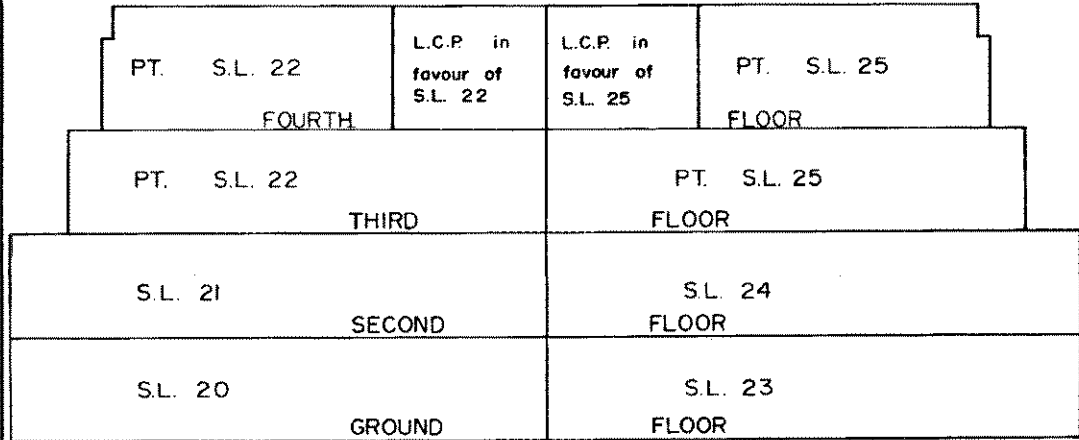 PT. S.L. 22
L.C.P. in
favour of
S.L. 22
L.C.P. in
favour of
S.L. 25
PT. S.L. 25
FOURTH FLOOR
PT. S.L. 22 PT. S.L. 25
THIRD FLOOR
S.L. 21 S.L. 24
SECOND FLOOR
S.L. 20 S.L. 23
GROUND FLOOR